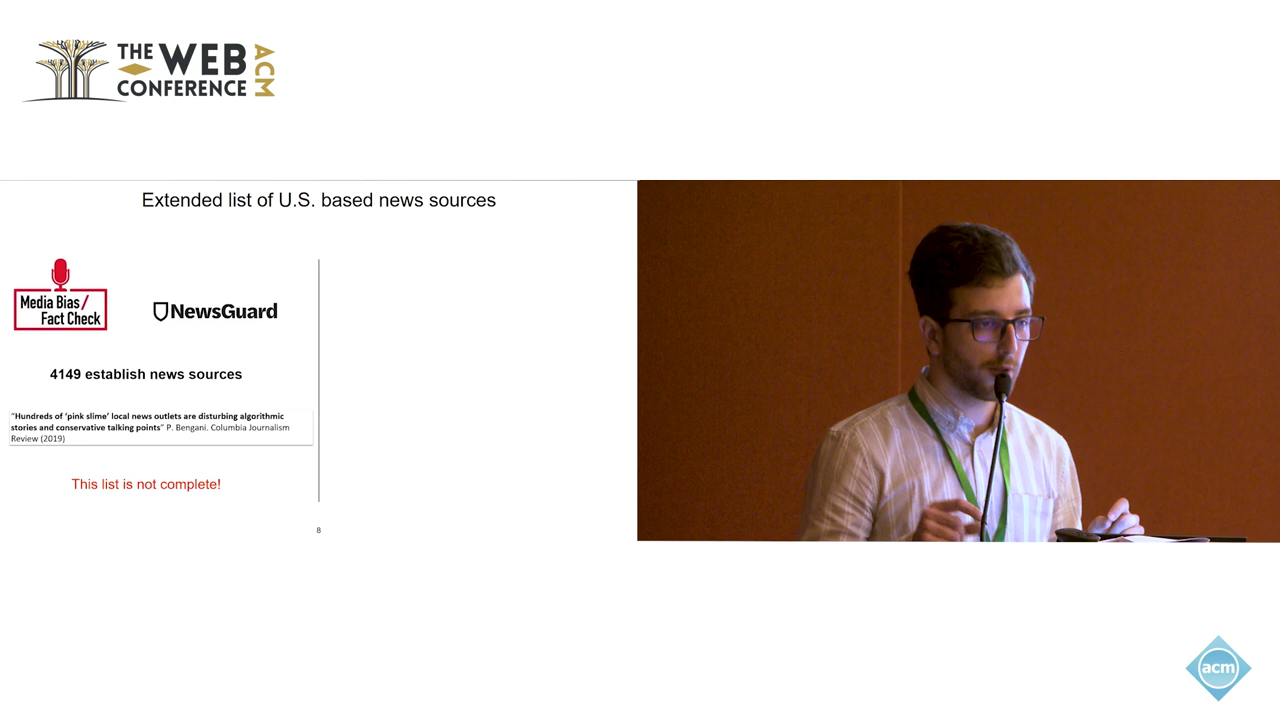 THE WEB
CONFERENCE
ACM
Extended list of U.S. based news sources
Media Bias/
Fact Check
NewsGuard
4149 establish news sources
“Hundreds of ‘pink slime’ local news outlets are disturbing algorithmic
stories and conservative talking points” P. Bengani. Columbia Journalism
Review (2019)
This list is not complete!
8
acm